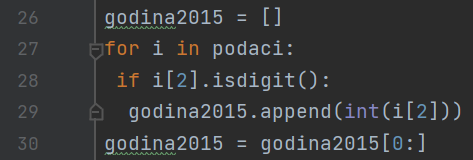 26 godina2015 = []
27 for i in podaci:
28  if i[2].isdigit():
29   godina2015.append(int(i[2]))
30 godina2015 = godina2015[0:]